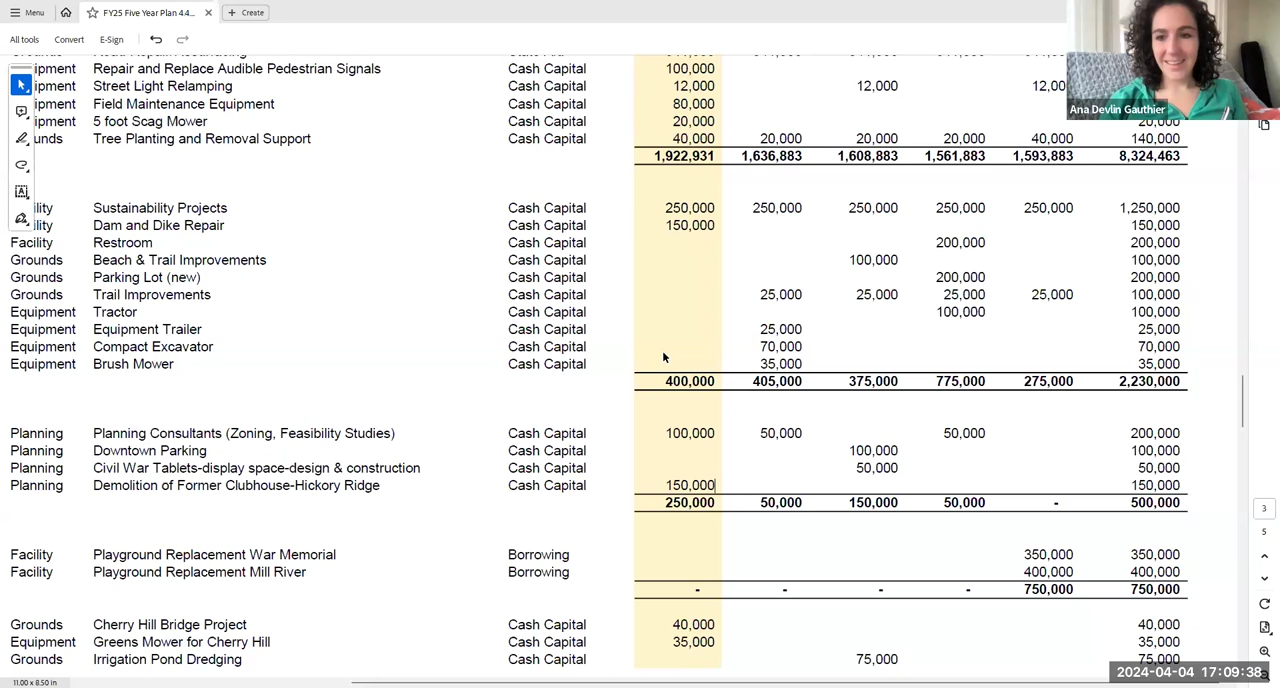 Menu FY25 Five Year Plan 4.4... Create
All tools Convert E-Sign
ipment Repair and Replace Audible Pedestrian Signals Cash Capital 100,000
ipment Street Light Relamping Cash Capital 12,000 12,000 12,00
ipment Field Maintenance Equipment Cash Capital 80,000
ipment 5 foot Scag Mower Cash Capital 20,000 20,000
unds Tree Planting and Removal Support Cash Capital 40,000 20,000 20,000 20,000 40,000 140,000
1,922,931 1,636,883 1,608,883 1,561,883 1,593,883 8,324,463
Ana Devlin Gauthier
ility Sustainability Projects Cash Capital 250,000 250,000 250,000 250,000 250,000 1,250,000
ility Dam and Dike Repair Cash Capital 150,000 150,000
Facility Restroom Cash Capital 200,000 200,000
Grounds Beach & Trail Improvements Cash Capital 100,000 100,000
Grounds Parking Lot (new) Cash Capital 200,000 200,000
Grounds Trail Improvements Cash Capital 25,000 25,000 25,000 25,000 100,000
Equipment Tractor Cash Capital 100,000 100,000
Equipment Equipment Trailer Cash Capital 25,000 25,000
Equipment Compact Excavator Cash Capital 70,000 70,000
Equipment Brush Mower Cash Capital 35,000 35,000
400,000 405,000 375,000 775,000 275,000 2,230,000
Planning Planning Consultants (Zoning, Feasibility Studies) Cash Capital 100,000 50,000 50,000 200,000
Planning Downtown Parking Cash Capital 100,000 100,000
Planning Civil War Tablets-display space-design & construction Cash Capital 50,000 50,000
Planning Demolition of Former Clubhouse-Hickory Ridge Cash Capital 150,000 150,000
250,000 50,000 150,000 50,000 - 500,000
3
5
Facility Playground Replacement War Memorial Borrowing 350,000 350,000
Facility Playground Replacement Mill River Borrowing 400,000 400,000
- - - - 750,000 750,000
Grounds Cherry Hill Bridge Project Cash Capital 40,000 40,000
Equipment Greens Mower for Cherry Hill Cash Capital 35,000 35,000
Grounds Irrigation Pond Dredging Cash Capital 75,000 75,000
2024-04-04 17:09:38
11.00 x 8.50 in